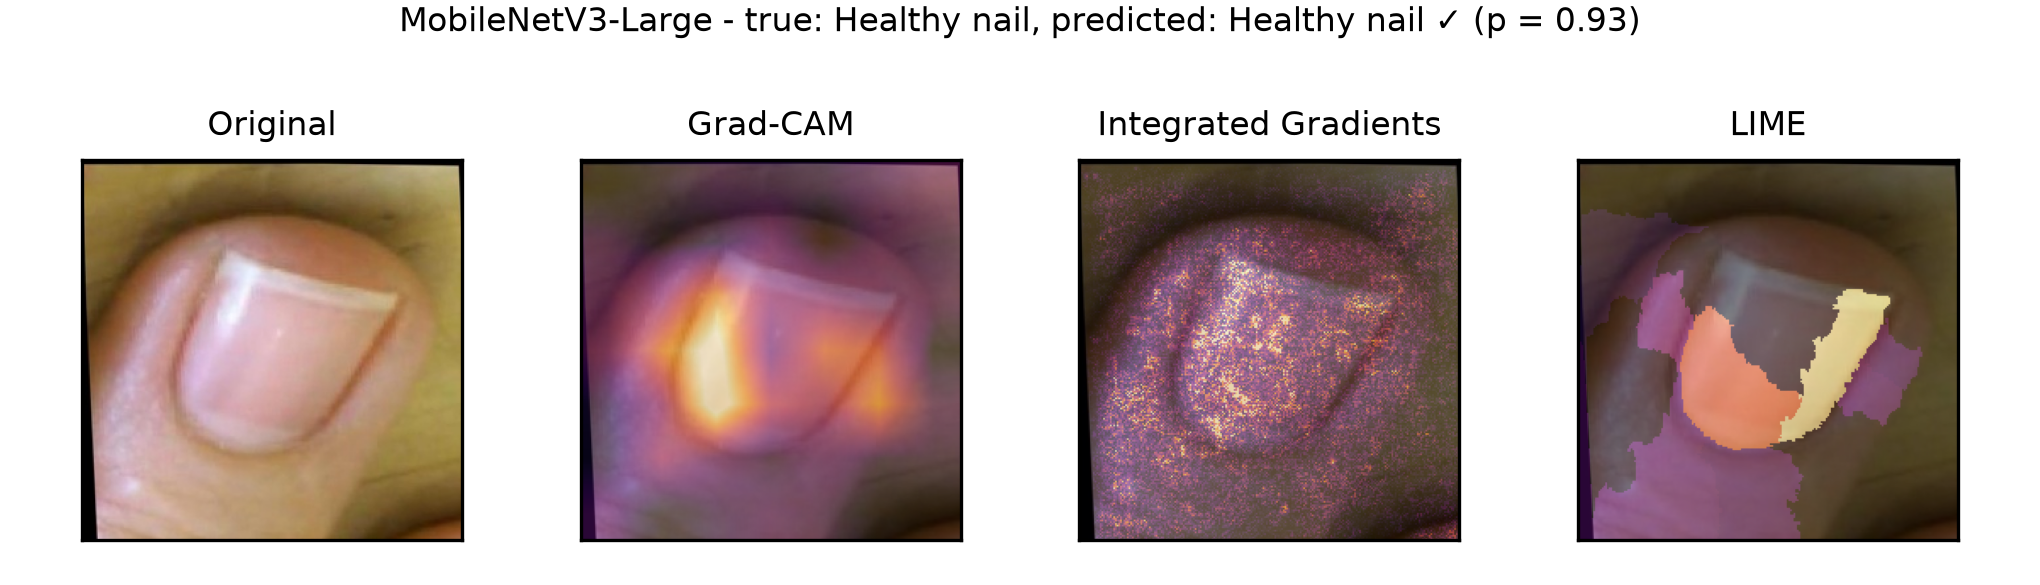 MobileNetV3-Large - true: Healthy nail, predicted: Healthy nail ✓ (p = 0.93)
Original
Grad-CAM
Integrated Gradients
LIME